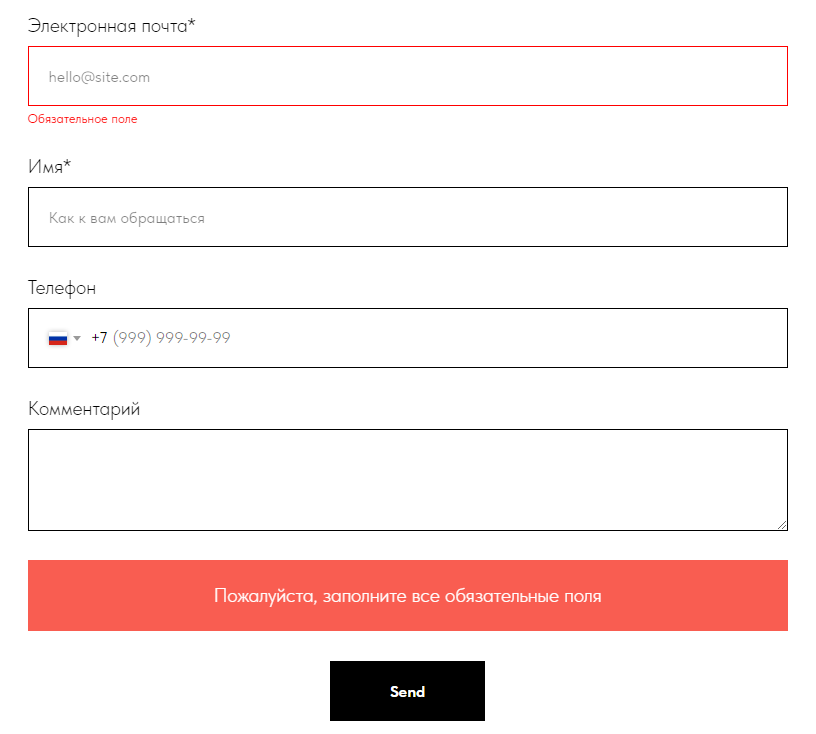 Электронная почта*
hello@site.com
Обязательное поле
Имя*
Как к вам обращаться
Телефон
+7 (999) 999-99-99
Комментарий
Пожалуйста, заполните все обязательные поля
Send